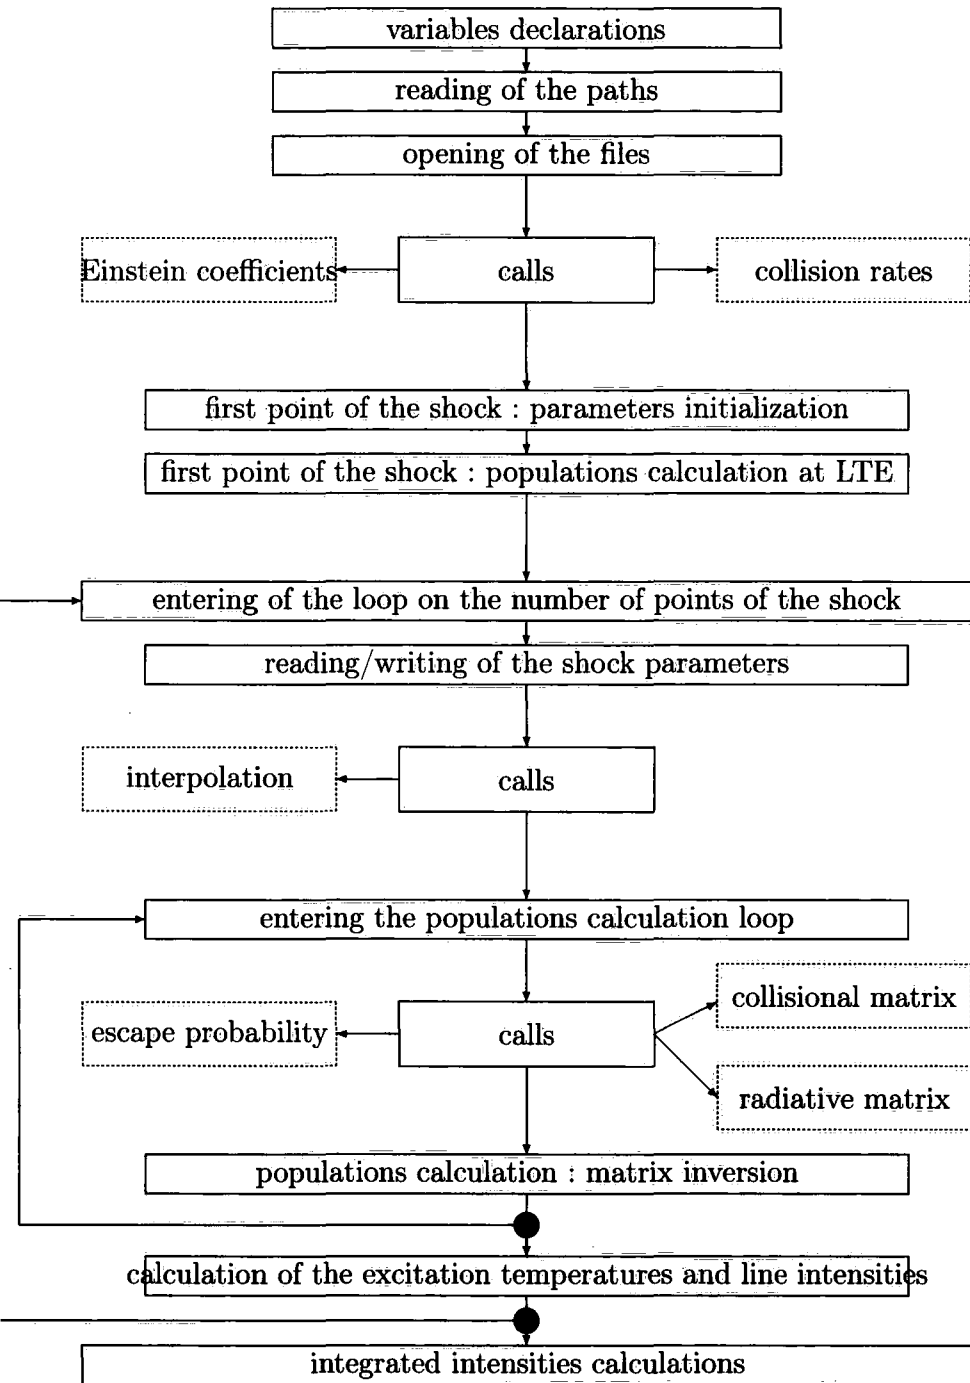 variables declarations
reading of the paths
opening of the files
Einstein coefficients
calls
collision rates
first point of the shock : parameters initialization
first point of the shock : populations calculation at LTE
entering of the loop on the number of points of the shock
reading/writing of the shock parameters
interpolation
calls
entering the populations calculation loop
collisional matrix
escape probability
calls
radiative matrix
populations calculation : matrix inversion
calculation of the excitation temperatures and line intensities
integrated intensities calculations